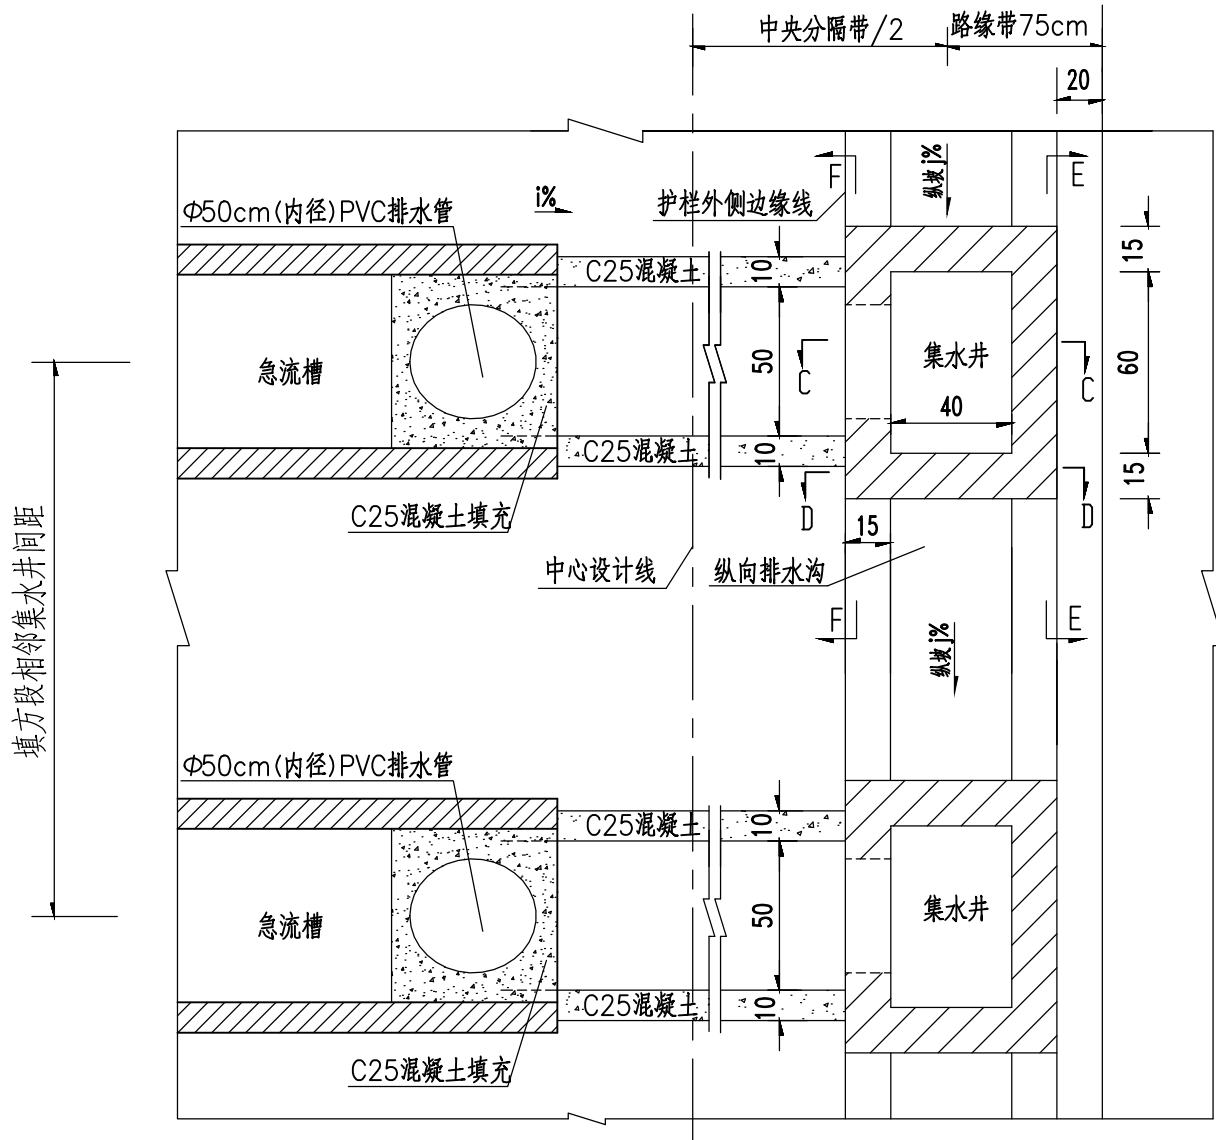 中央分隔带/2
路缘带75cm
20
F
纵坡j%
E
i%
护栏外侧边缘线
Φ50cm(内径)PVC排水管
15
C25混凝土
10
急流槽
50
C
集水井
C
60
40
C25混凝土
10
15
C25混凝土填充
D
D
15
中心设计线
纵向排水沟
填方段相邻集水井间距
F
纵坡j%
E
Φ50cm(内径)PVC排水管
C25混凝土
10
急流槽
50
集水井
C25混凝土
10
C25混凝土填充